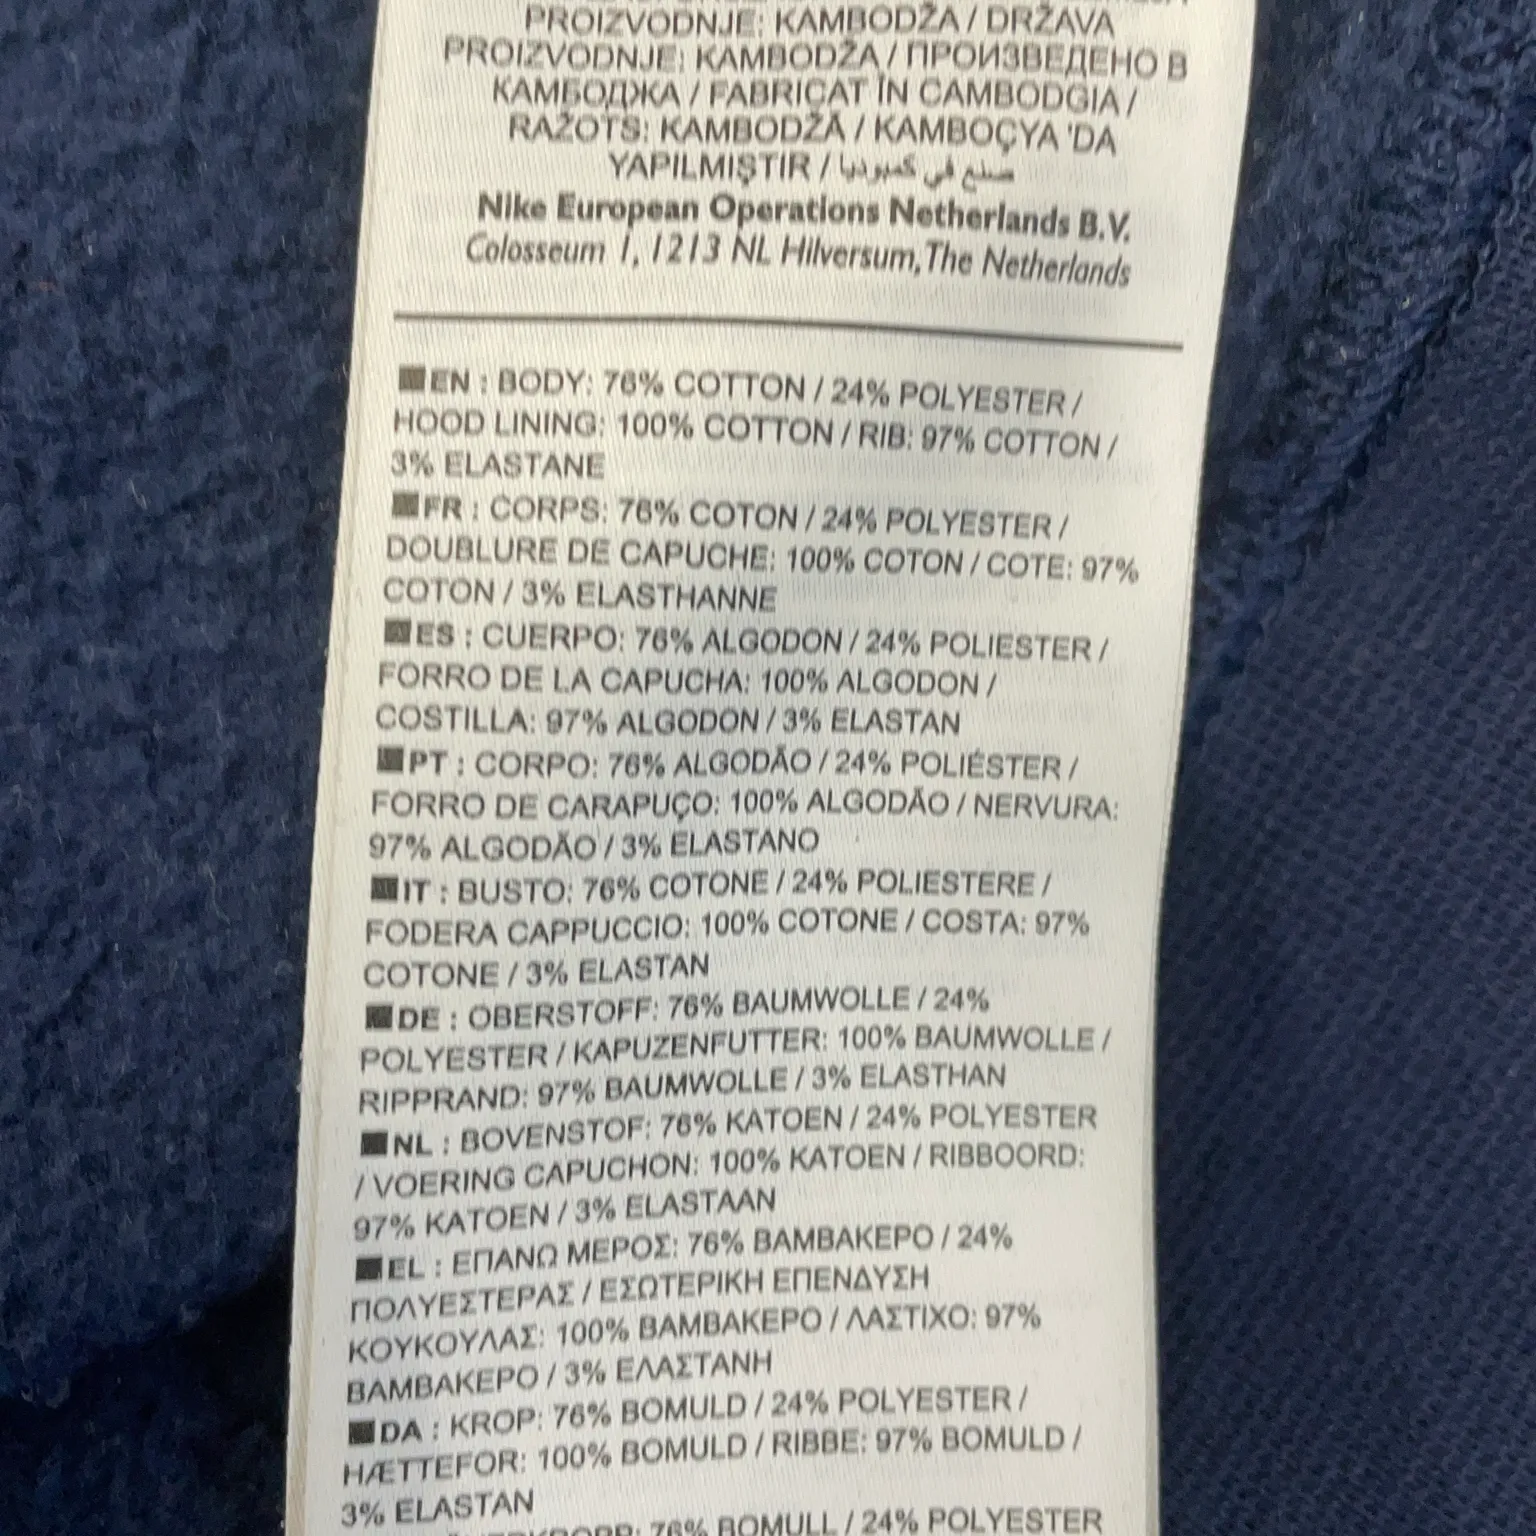 PROIZVODNJE: KAMBODŽA / DRŽAVA
PROIZVODNJE: KAMBODŽA / ПРОИЗВЕДЕНО В
КАМБОДЖА / FABRICAT ÎN CAMBODGIA /
RAŽOTS: KAMBODŽĀ / KAMBOÇYA 'DA
YAPILMIŞTIR / صنع في كمبوديا
Nike European Operations Netherlands B.V.
Colosseum 1, 1213 NL Hilversum, The Netherlands
EN : BODY: 76% COTTON / 24% POLYESTER /
HOOD LINING: 100% COTTON / RIB: 97% COTTON /
3% ELASTANE
FR : CORPS: 76% COTON / 24% POLYESTER /
DOUBLURE DE CAPUCHE: 100% COTON / COTE: 97%
COTON / 3% ELASTHANNE
ES : CUERPO: 76% ALGODON / 24% POLIESTER /
FORRO DE LA CAPUCHA: 100% ALGODON /
COSTILLA: 97% ALGODON / 3% ELASTAN
PT : CORPO: 76% ALGODÃO / 24% POLIÉSTER /
FORRO DE CARAPUÇO: 100% ALGODÃO / NERVURA:
97% ALGODÃO / 3% ELASTANO
IT : BUSTO: 76% COTONE / 24% POLIESTERE /
FODERA CAPPUCCIO: 100% COTONE / COSTA: 97%
COTONE / 3% ELASTAN
DE : OBERSTOFF: 76% BAUMWOLLE / 24%
POLYESTER / KAPUZENFUTTER: 100% BAUMWOLLE /
RIPPRAND: 97% BAUMWOLLE / 3% ELASTHAN
NL : BOVENSTOF: 76% KATOEN / 24% POLYESTER
/ VOERING CAPUCHON: 100% KATOEN / RIBBOORD:
97% KATOEN / 3% ELASTAAN
EL : ΕΠΑΝΩ ΜΕΡΟΣ: 76% ΒΑΜΒΑΚΕΡΟ / 24%
ΠΟΛΥΕΣΤΕΡΑΣ / ΕΣΩΤΕΡΙΚΗ ΕΠΕΝΔΥΣΗ
ΚΟΥΚΟΥΛΑΣ: 100% ΒΑΜΒΑΚΕΡΟ / ΛΑΣΤΙΧΟ: 97%
ΒΑΜΒΑΚΕΡΟ / 3% ΕΛΑΣΤΑΝΗ
DA : KROP: 76% BOMULD / 24% POLYESTER /
HÆTTEFOR: 100% BOMULD / RIBBE: 97% BOMULD /
3% ELASTAN
76% BOMULL / 24% POLYESTER